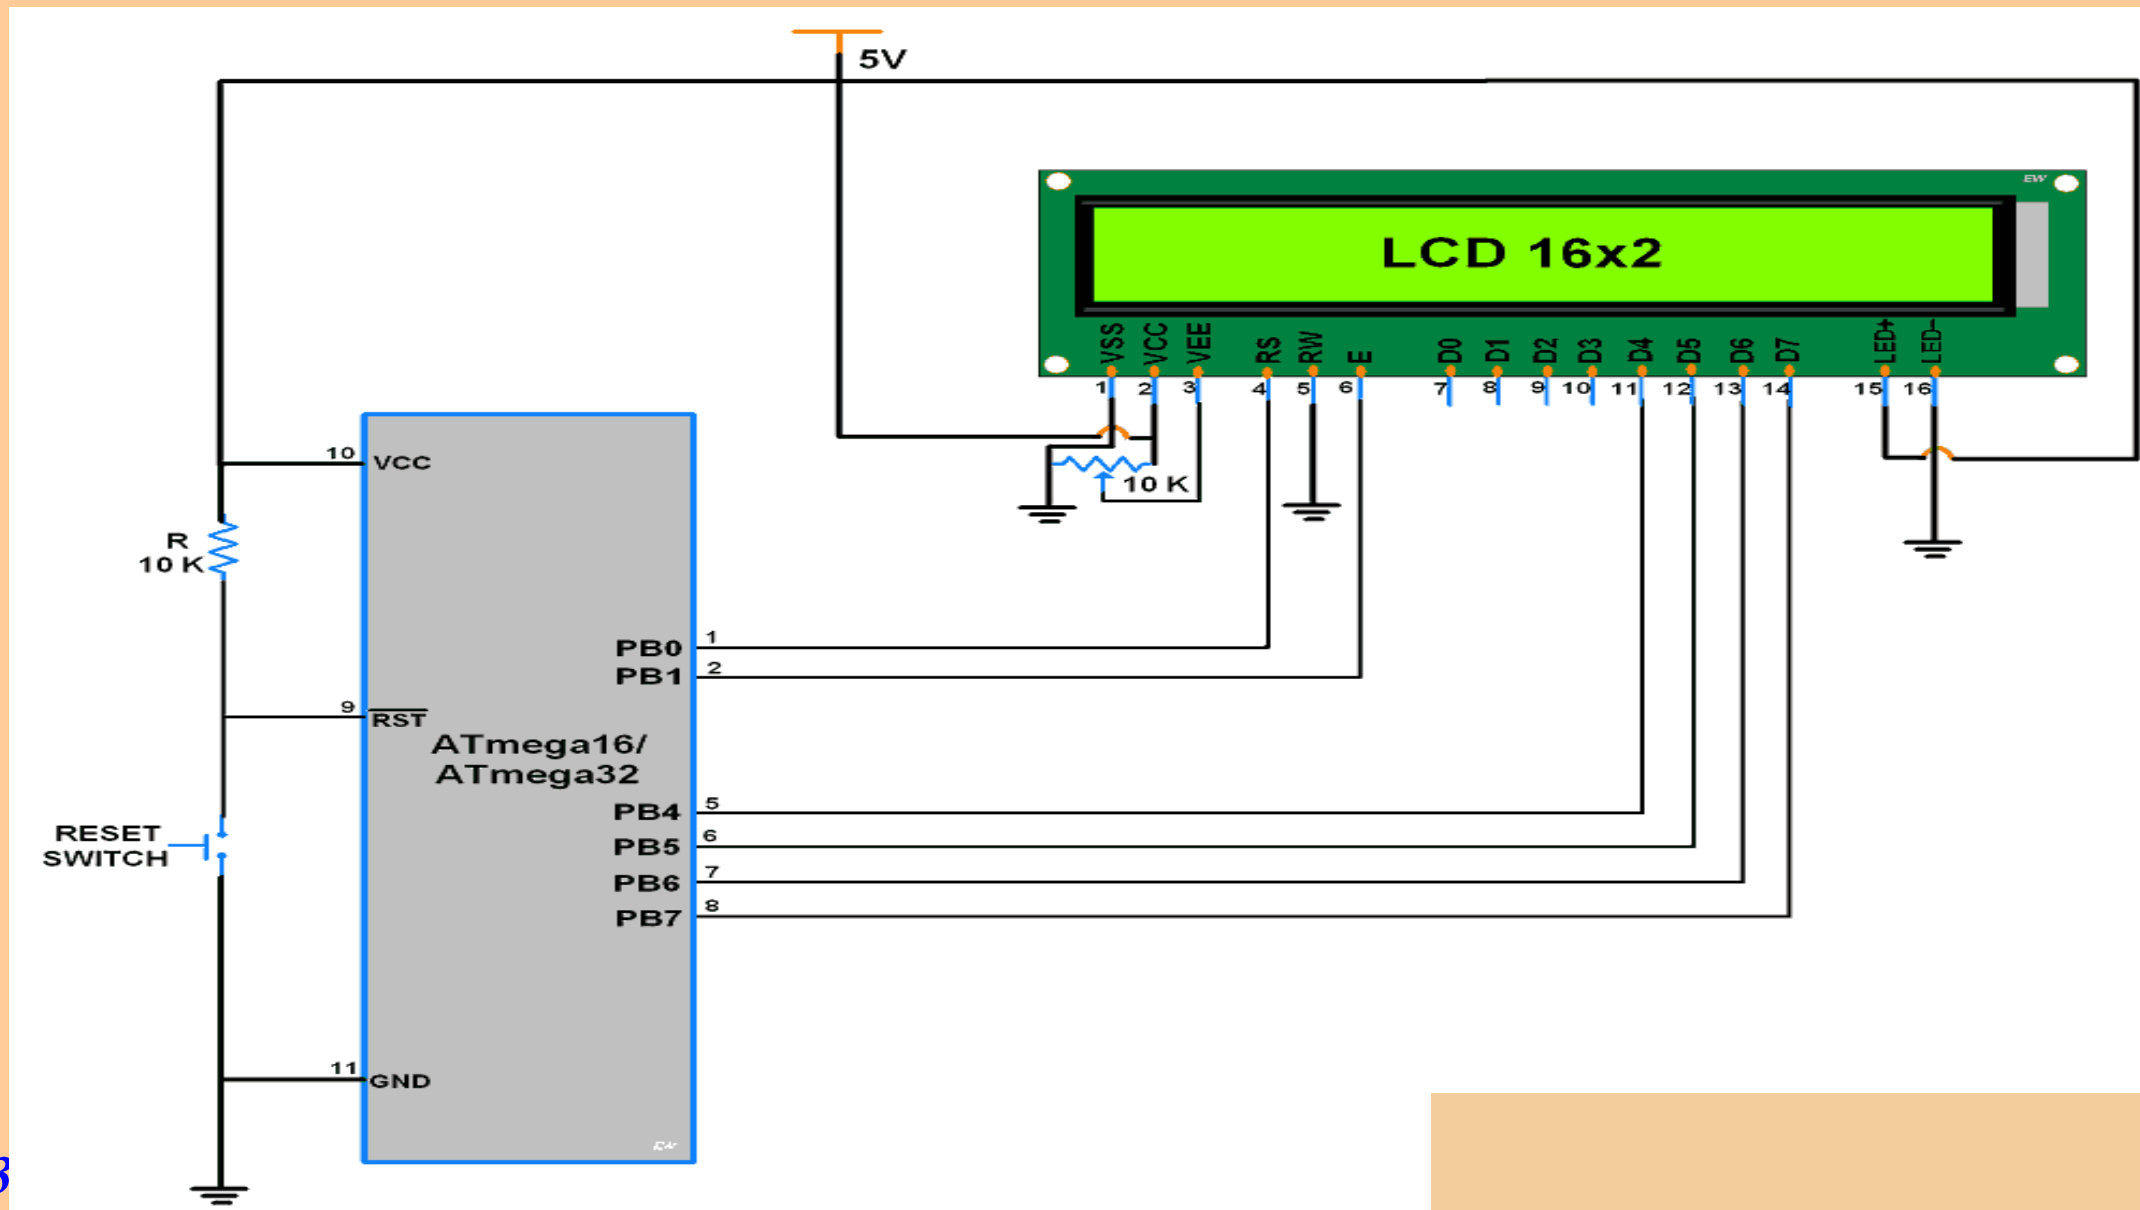 5V
EW
LCD 16x2
VSS
VCC
VEE
RS
RW
E
D0
D1
D2
D3
D4
D5
D6
D7
LED+
LED-
1
2
3
4
5
6
7
8
9
10
11
12
13
14
15
16
10 K
10
VCC
R
10 K
PB0
1
PB1
2
9
RST
ATmega16/
ATmega32
PB4
5
PB5
6
PB6
7
PB7
8
RESET
SWITCH
11
GND
EW